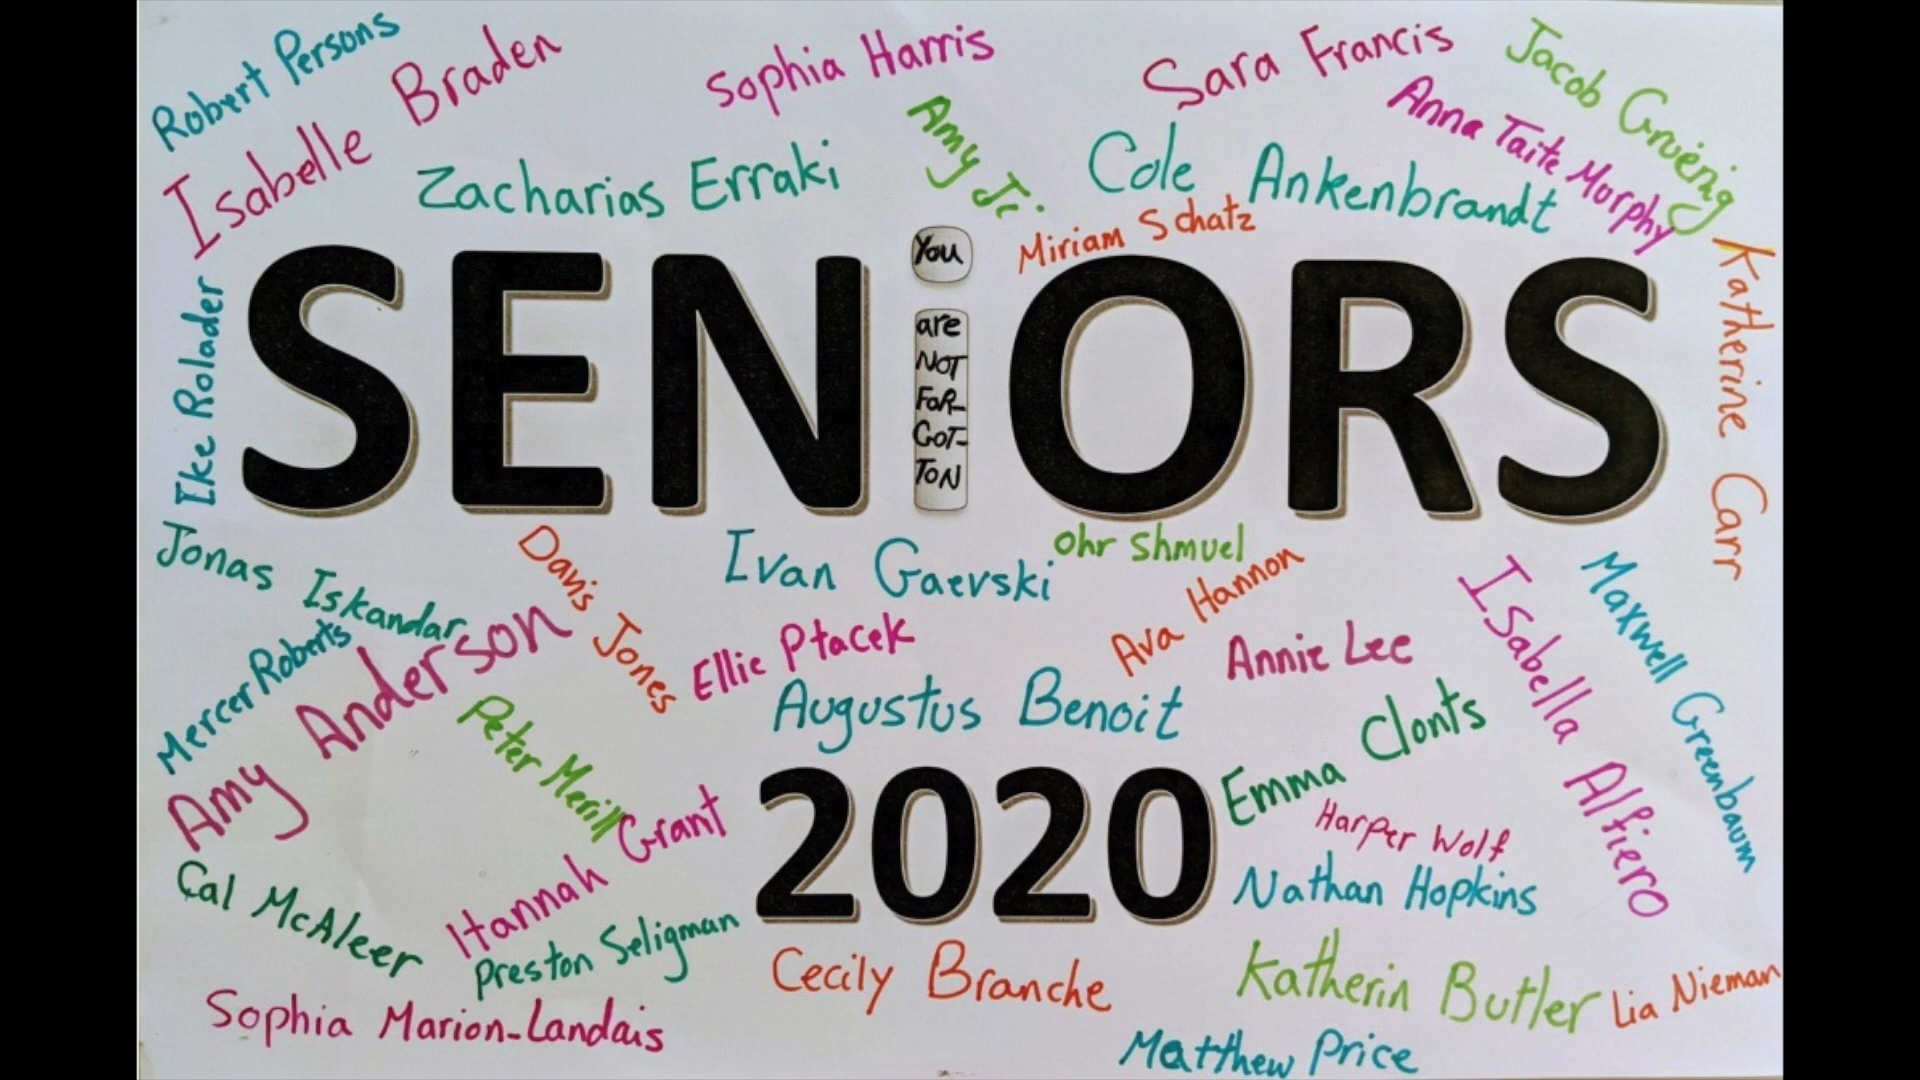 Robert Persons
Isabelle Braden
Sophia Harris
Sara Francis
Jacob Gruénig
Anna Taite Murphy
Zacharias Erraki
Amy Ji
Cole Ankenbrandt
Miriam Schatz
SENiORS
You
are
NOT
FOR-
GOT-
TON
Ike Rolader
Katherine Carr
Jonas Iskandar
Davis Jones
Ivan Gaevski
Ohr Shmuel
Ava Hannon
Isabella Alfiero
Maxwell Greenbaum
Mercer Roberts
Amy Anderson
Ellie Ptacek
Annie Lee
Peter Merill
Augustus Benoit
Emma Clonts
Hannah Grant
2020
Harper Wolf
Cal McAleer
Nathan Hopkins
Preston Seligman
Cecily Branche
Katherin Butler
Lia Nieman
Sophia Marion-Landais
Matthew Price